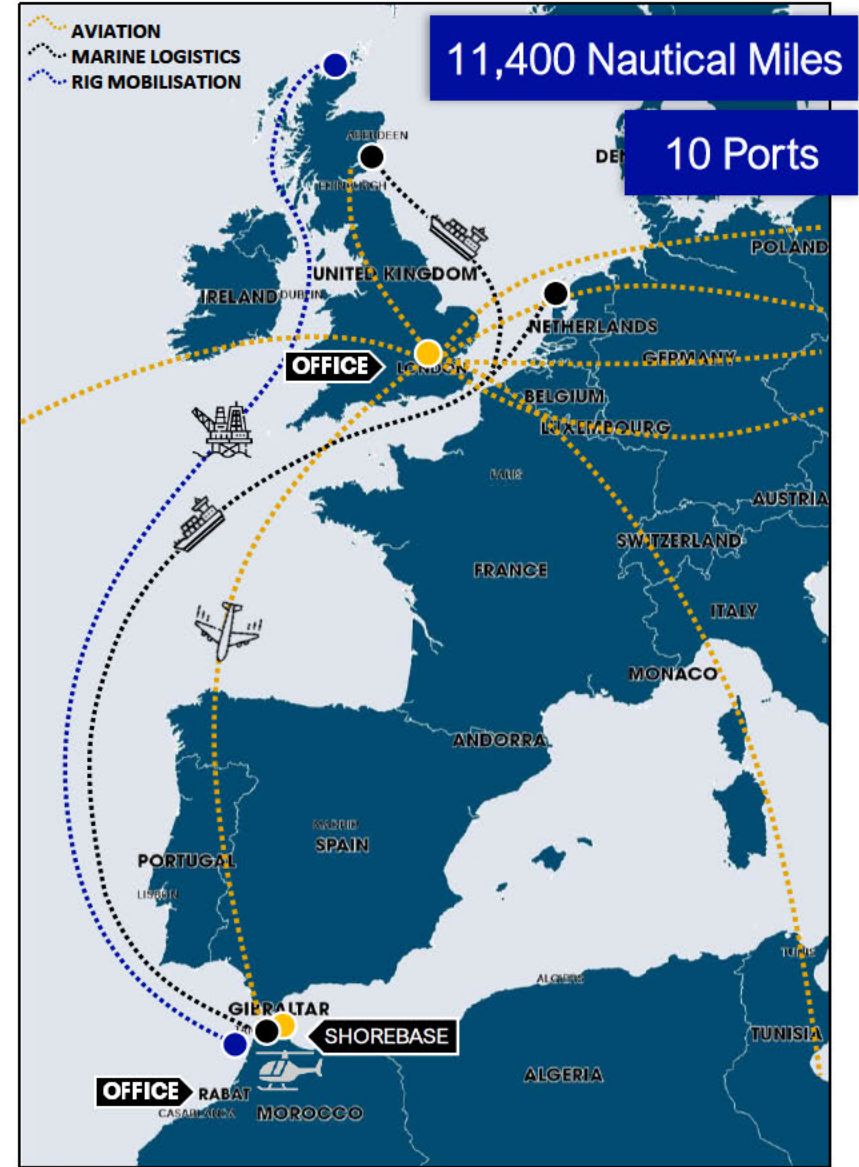 AVIATION
MARINE LOGISTICS
RIG MOBILISATION
11,400 Nautical Miles
10 Ports
ABERDEEN
EDINBURGH
POLAND
UNITED KINGDOM
IRELAND
DUBLIN
NETHERLANDS
OFFICE
LONDON
GERMANY
BELGIUM
LUXEMBOURG
PARIS
AUSTRIA
SWITZERLAND
FRANCE
ITALY
MONACO
ANDORRA
MADRID
SPAIN
PORTUGAL
LISBON
TUNIS
ALGIERS
GIBRALTAR
SHOREBASE
TUNISIA
ALGERIA
OFFICE
RABAT
CASABLANCA
MOROCCO